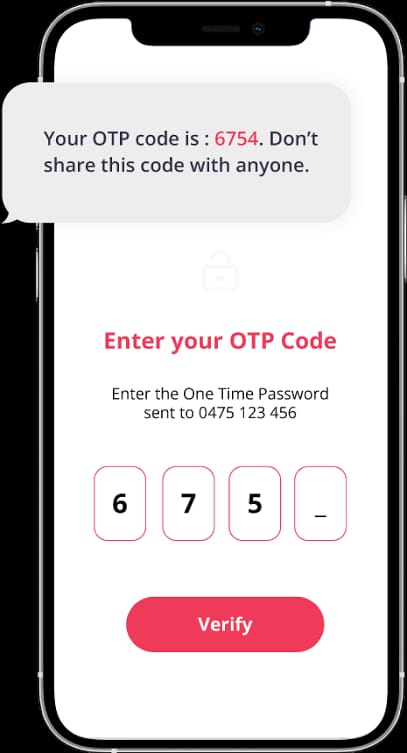 Your OTP code is : 6754. Don’t
share this code with anyone.
Enter your OTP Code
Enter the One Time Password
sent to 0475 123 456
6 7 5 _
Verify